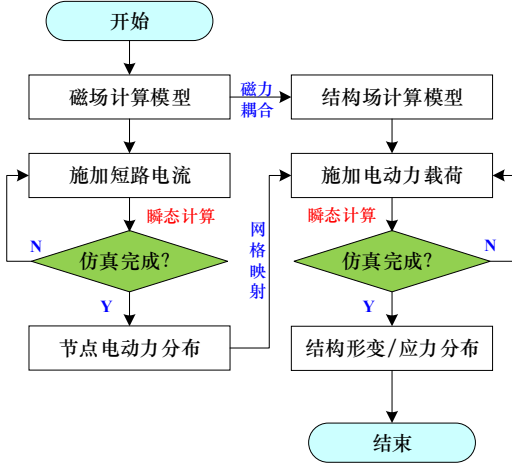 开始
磁场计算模型
磁力
耦合
结构场计算模型
施加短路电流
施加电动力载荷
瞬态计算
瞬态计算
网格映射
N
仿真完成？
仿真完成？
N
Y
Y
节点电动力分布
结构形变/应力分布
结束